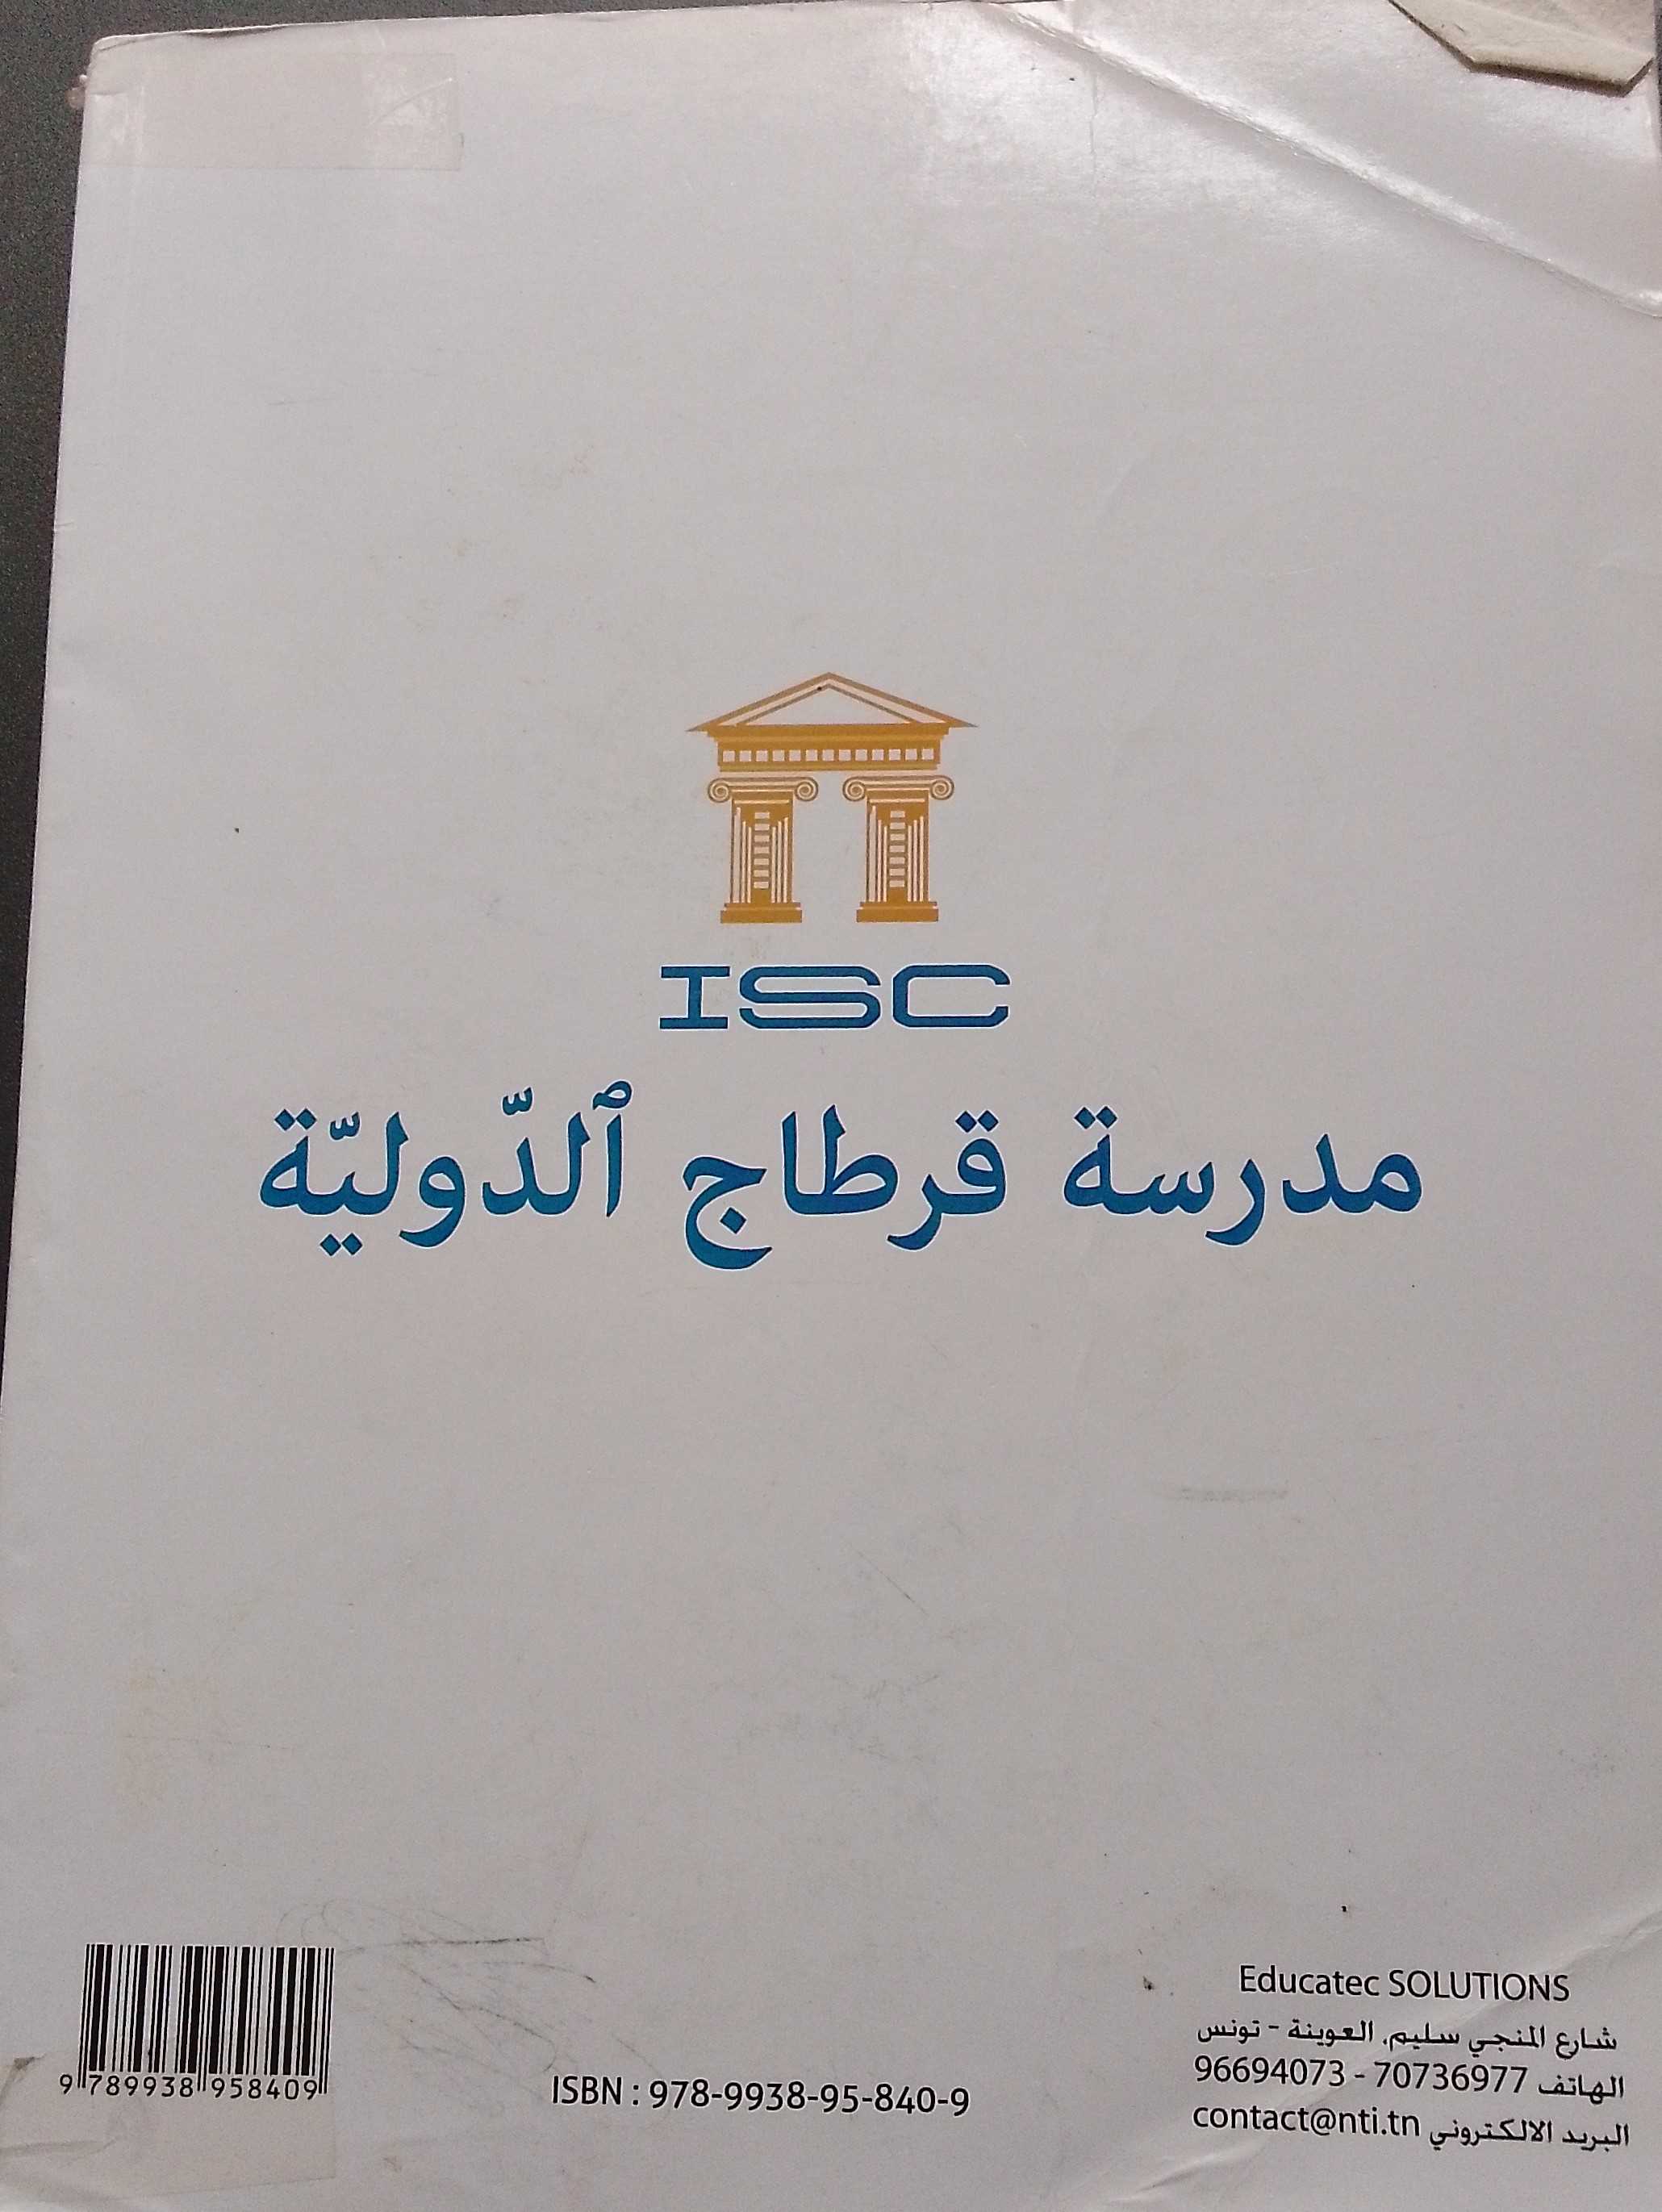 ISC
مدرسة قرطاج ٱلدّوليّة
Educatec SOLUTIONS
شارع المنجي سليم، العوينة - تونس
الهاتف 70736977 - 96694073
البريد الالكتروني contact@nti.tn
ISBN : 978-9938-95-840-9
9 789938 958409